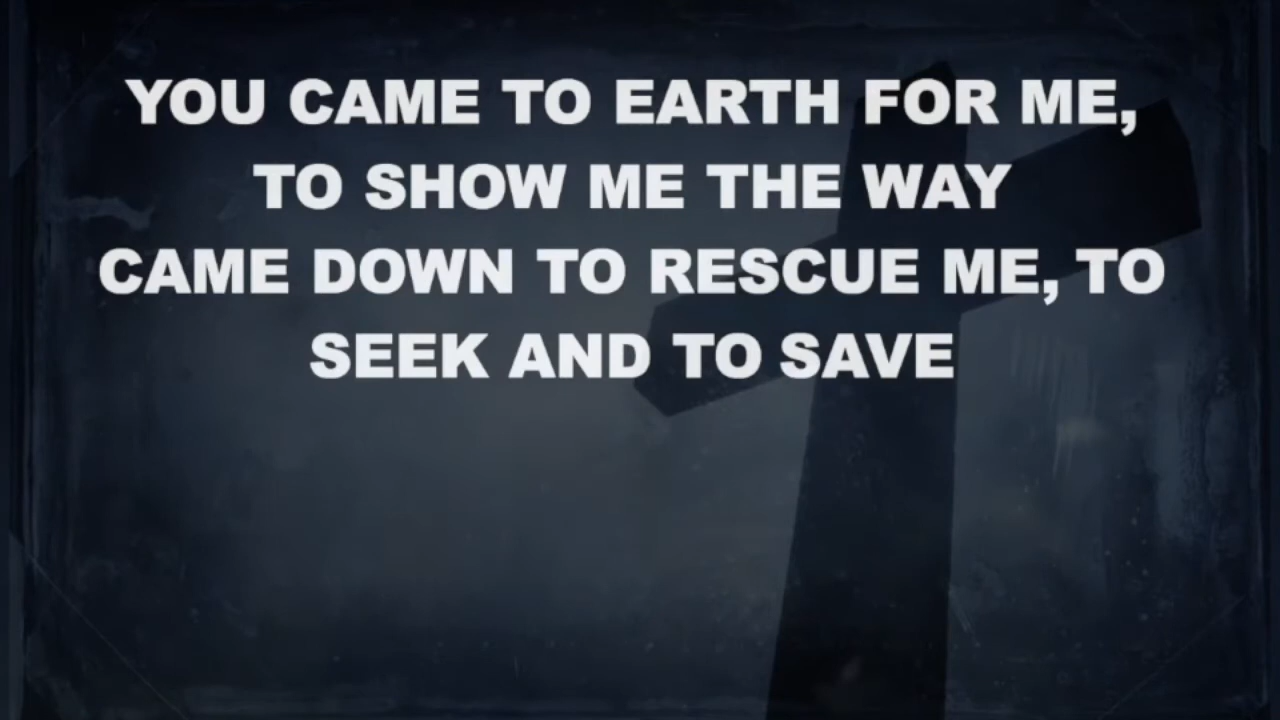 YOU CAME TO EARTH FOR ME,
TO SHOW ME THE WAY
CAME DOWN TO RESCUE ME, TO
SEEK AND TO SAVE